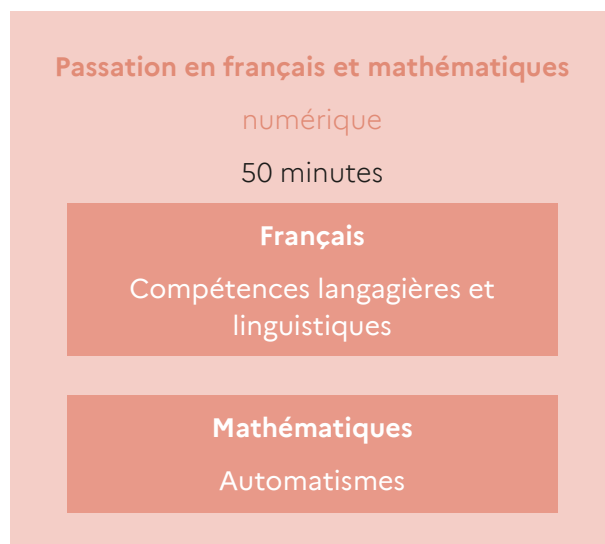 Passation en français et mathématiques
numérique
50 minutes
Français
Compétences langagières et
linguistiques
Mathématiques
Automatismes